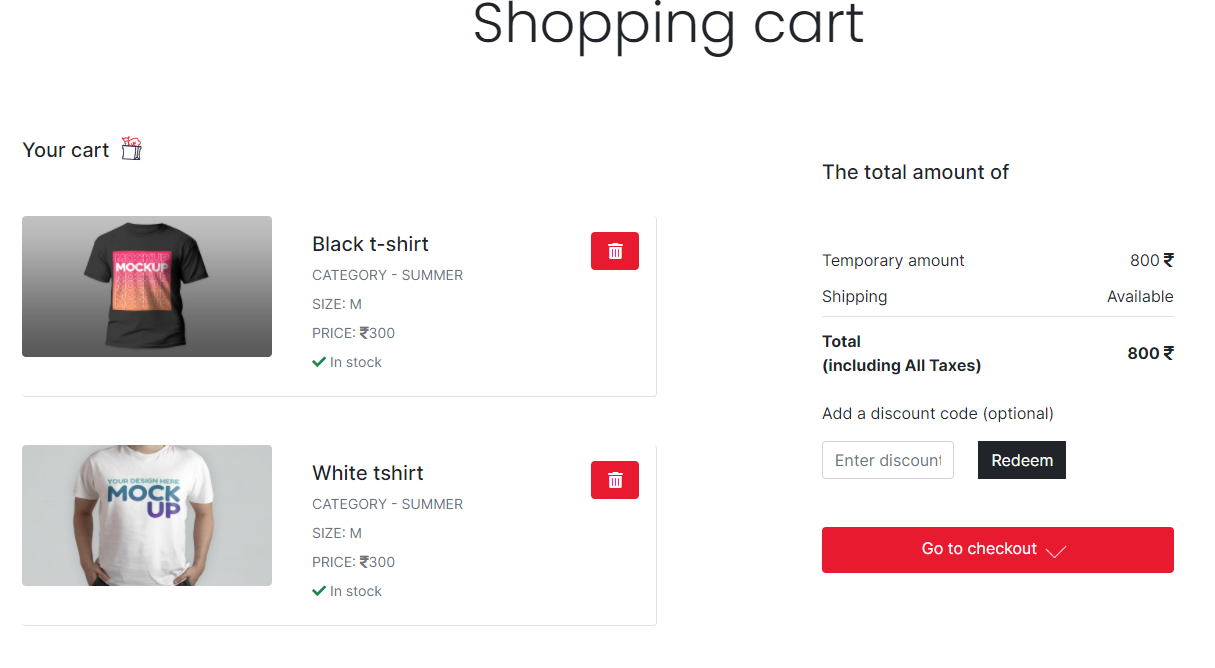 Shopping cart
Your cart
MOCKUP
MOCKUP
Black t-shirt
CATEGORY - SUMMER
SIZE: M
PRICE: ₹300
In stock
YOUR DESIGN HERE
MOCK
UP
White tshirt
CATEGORY - SUMMER
SIZE: M
PRICE: ₹300
In stock
The total amount of
Temporary amount 800 ₹
Shipping Available
Total
(including All Taxes) 800 ₹
Add a discount code (optional)
Enter discount
Redeem
Go to checkout